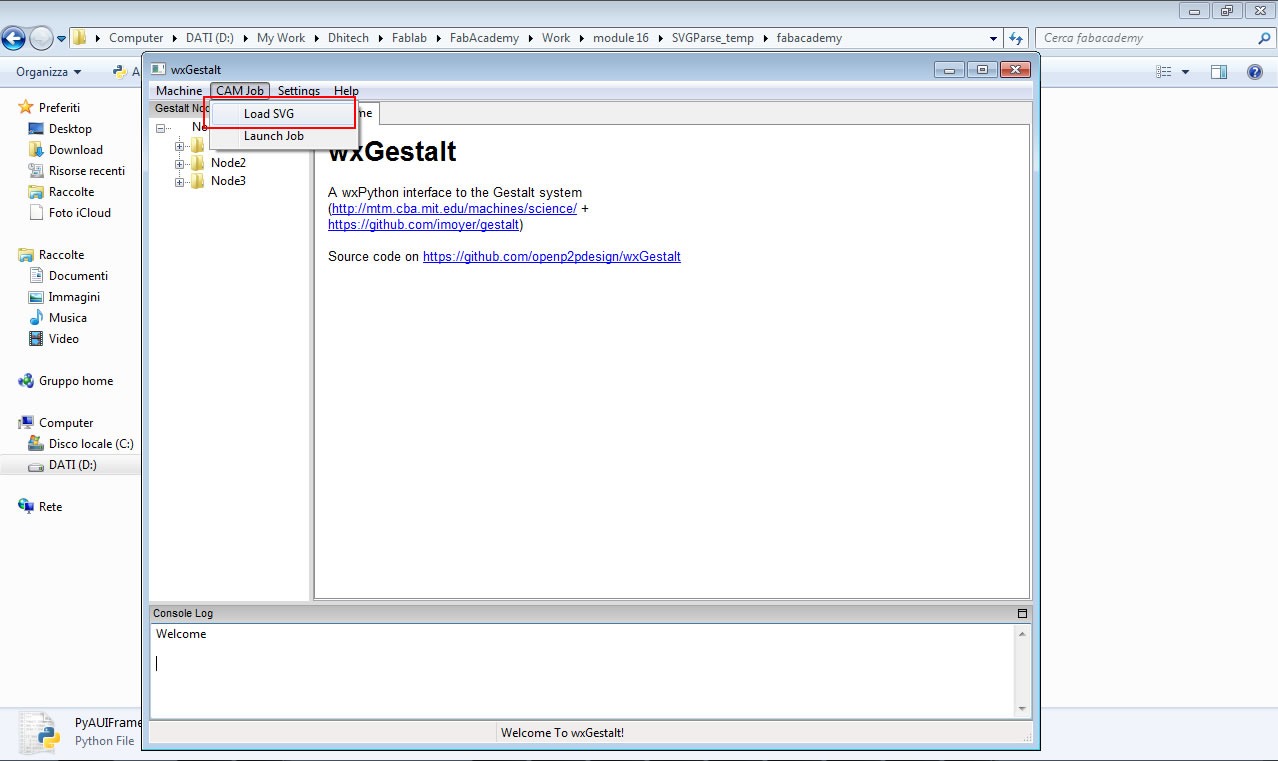 Computer DATI (D:) My Work Dhitech Fablab FabAcademy Work module 16 SVGParse_temp fabacademy
Cerca fabacademy
Organizza
A
Preferiti
Desktop
Download
Risorse recenti
Raccolte
Foto iCloud
Raccolte
Documenti
Immagini
Musica
Video
Gruppo home
Computer
Disco locale (C:)
DATI (D:)
Rete
PyAUIFrame
Python File
wxGestalt
Machine CAM Job Settings Help
Gestalt Noc
Load SVG
Launch Job
No
Node2
Node3
ne
wxGestalt
A wxPython interface to the Gestalt system
(http://mtm.cba.mit.edu/machines/science/ +
https://github.com/imoyer/gestalt)
Source code on https://github.com/openp2pdesign/wxGestalt
Console Log
Welcome
Welcome To wxGestalt!